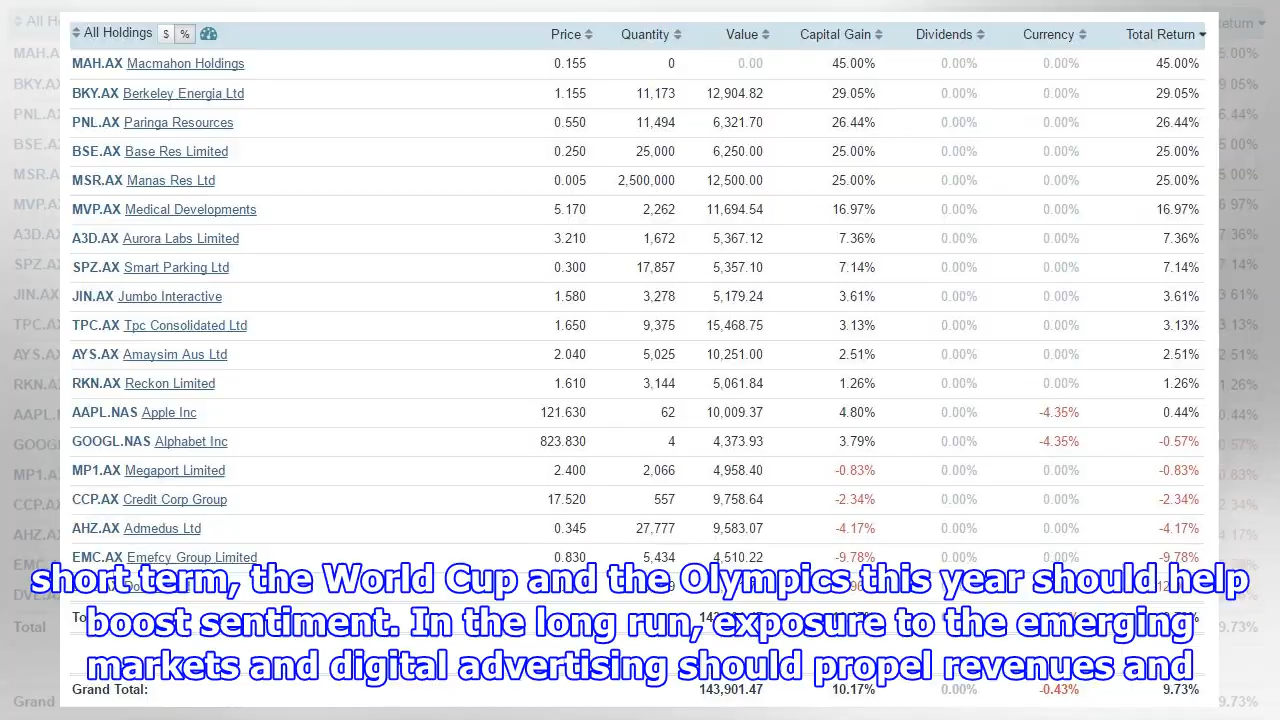 All Holdings $ % Price Quantity Value Capital Gain Dividends Currency Total Return
MAH.AX Macmahon Holdings 0.155 0 0.00 45.00% 0.00% 0.00% 45.00%
BKY.AX Berkeley Energia Ltd 1.155 11,173 12,904.82 29.05% 0.00% 0.00% 29.05%
PNL.AX Paringa Resources 0.550 11,494 6,321.70 26.44% 0.00% 0.00% 26.44%
BSE.AX Base Res Limited 0.250 25,000 6,250.00 25.00% 0.00% 0.00% 25.00%
MSR.AX Manas Res Ltd 0.005 2,500,000 12,500.00 25.00% 0.00% 0.00% 25.00%
MVP.AX Medical Developments 5.170 2,262 11,694.54 16.97% 0.00% 0.00% 16.97%
A3D.AX Aurora Labs Limited 3.210 1,672 5,367.12 7.36% 0.00% 0.00% 7.36%
SPZ.AX Smart Parking Ltd 0.300 17,857 5,357.10 7.14% 0.00% 0.00% 7.14%
JIN.AX Jumbo Interactive 1.580 3,278 5,179.24 3.61% 0.00% 0.00% 3.61%
TPC.AX Tpc Consolidated Ltd 1.650 9,375 15,468.75 3.13% 0.00% 0.00% 3.13%
AYS.AX Amaysim Aus Ltd 2.040 5,025 10,251.00 2.51% 0.00% 0.00% 2.51%
RKN.AX Reckon Limited 1.610 3,144 5,061.84 1.26% 0.00% 0.00% 1.26%
AAPL.NAS Apple Inc 121.630 62 10,009.37 4.80% 0.00% -4.35% 0.44%
GOOGL.NAS Alphabet Inc 823.830 4 4,373.93 3.79% 0.00% -4.35% -0.57%
MP1.AX Megaport Limited 2.400 2,066 4,958.40 -0.83% 0.00% 0.00% -0.83%
CCP.AX Credit Corp Group 17.520 557 9,758.64 -2.34% 0.00% 0.00% -2.34%
AHZ.AX Admedus Ltd 0.345 27,777 9,583.07 -4.17% 0.00% 0.00% -4.17%
EMC.AX Emefcy Group Limited 0.830 5,434 4,510.22 -9.78% 0.00% 0.00% -9.78%
short term, the World Cup and the Olympics this year should help
boost sentiment. In the long run, exposure to the emerging
markets and digital advertising should propel revenues and
Grand Total: 143,901.47 10.17% 0.00% -0.43% 9.73%